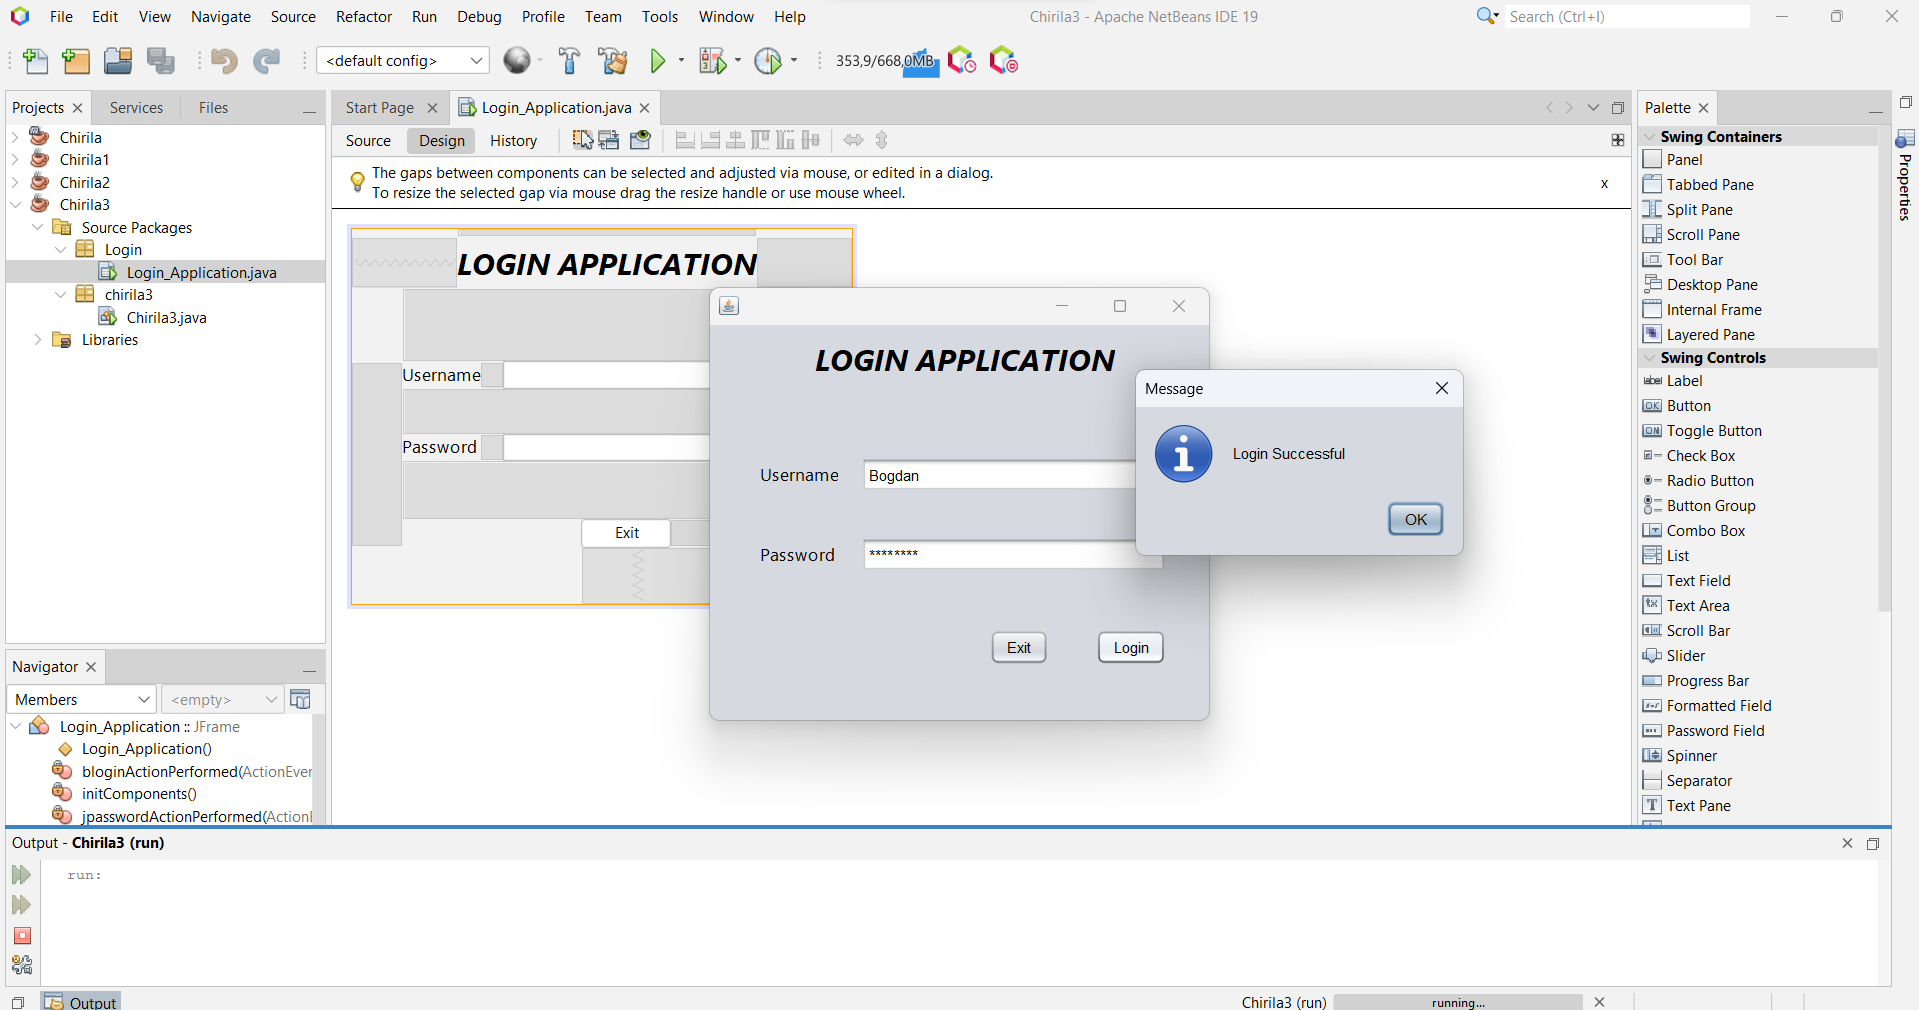 File Edit View Navigate Source Refactor Run Debug Profile Team Tools Window Help
Chirila3 - Apache NetBeans IDE 19
Search (Ctrl+I)
<default config>
353,9/668,0MB
Projects Services Files
Chirila
Chirila1
Chirila2
Chirila3
Source Packages
Login
Login_Application.java
chirila3
Chirila3.java
Libraries
Navigator
Members
<empty>
Login_Application :: JFrame
Login_Application()
bloginActionPerformed(ActionEver
initComponents()
jpasswordActionPerformed(Action
Start Page Login_Application.java
Source Design History
The gaps between components can be selected and adjusted via mouse, or edited in a dialog.
To resize the selected gap via mouse drag the resize handle or use mouse wheel.
x
LOGIN APPLICATION
Username
Password
Exit
LOGIN APPLICATION
Username
Bogdan
Password
********
Exit
Login
Message
Login Successful
OK
Palette
Swing Containers
Panel
Tabbed Pane
Split Pane
Scroll Pane
Tool Bar
Desktop Pane
Internal Frame
Layered Pane
Swing Controls
Label
Button
Toggle Button
Check Box
Radio Button
Button Group
Combo Box
List
Text Field
Text Area
Scroll Bar
Slider
Progress Bar
Formatted Field
Password Field
Spinner
Separator
Text Pane
Properties
Output - Chirila3 (run)
run:
Output
Chirila3 (run)
running...